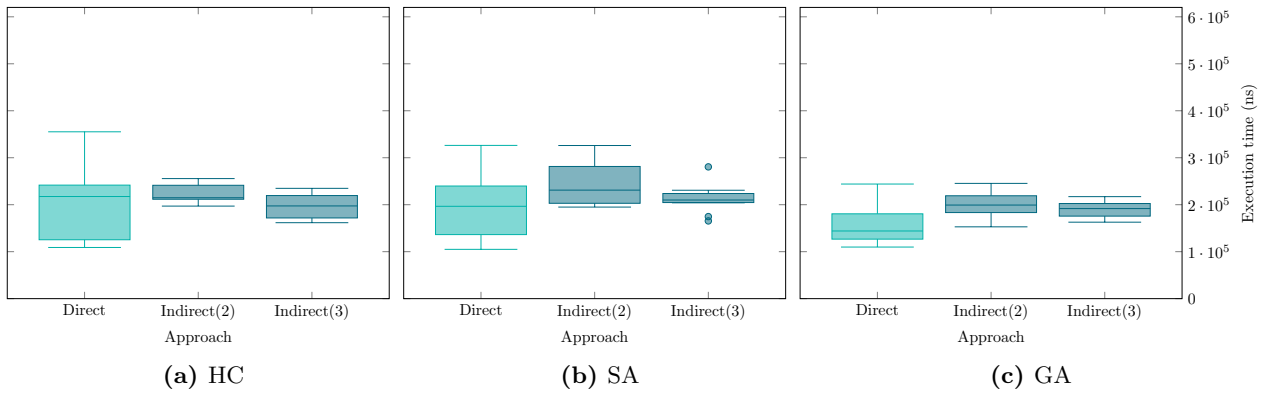 6 · 10^5
5 · 10^5
4 · 10^5
3 · 10^5
2 · 10^5
1 · 10^5
0
Execution time (ns)
Direct Indirect(2) Indirect(3)
Approach
(a) HC
Direct Indirect(2) Indirect(3)
Approach
(b) SA
Direct Indirect(2) Indirect(3)
Approach
(c) GA